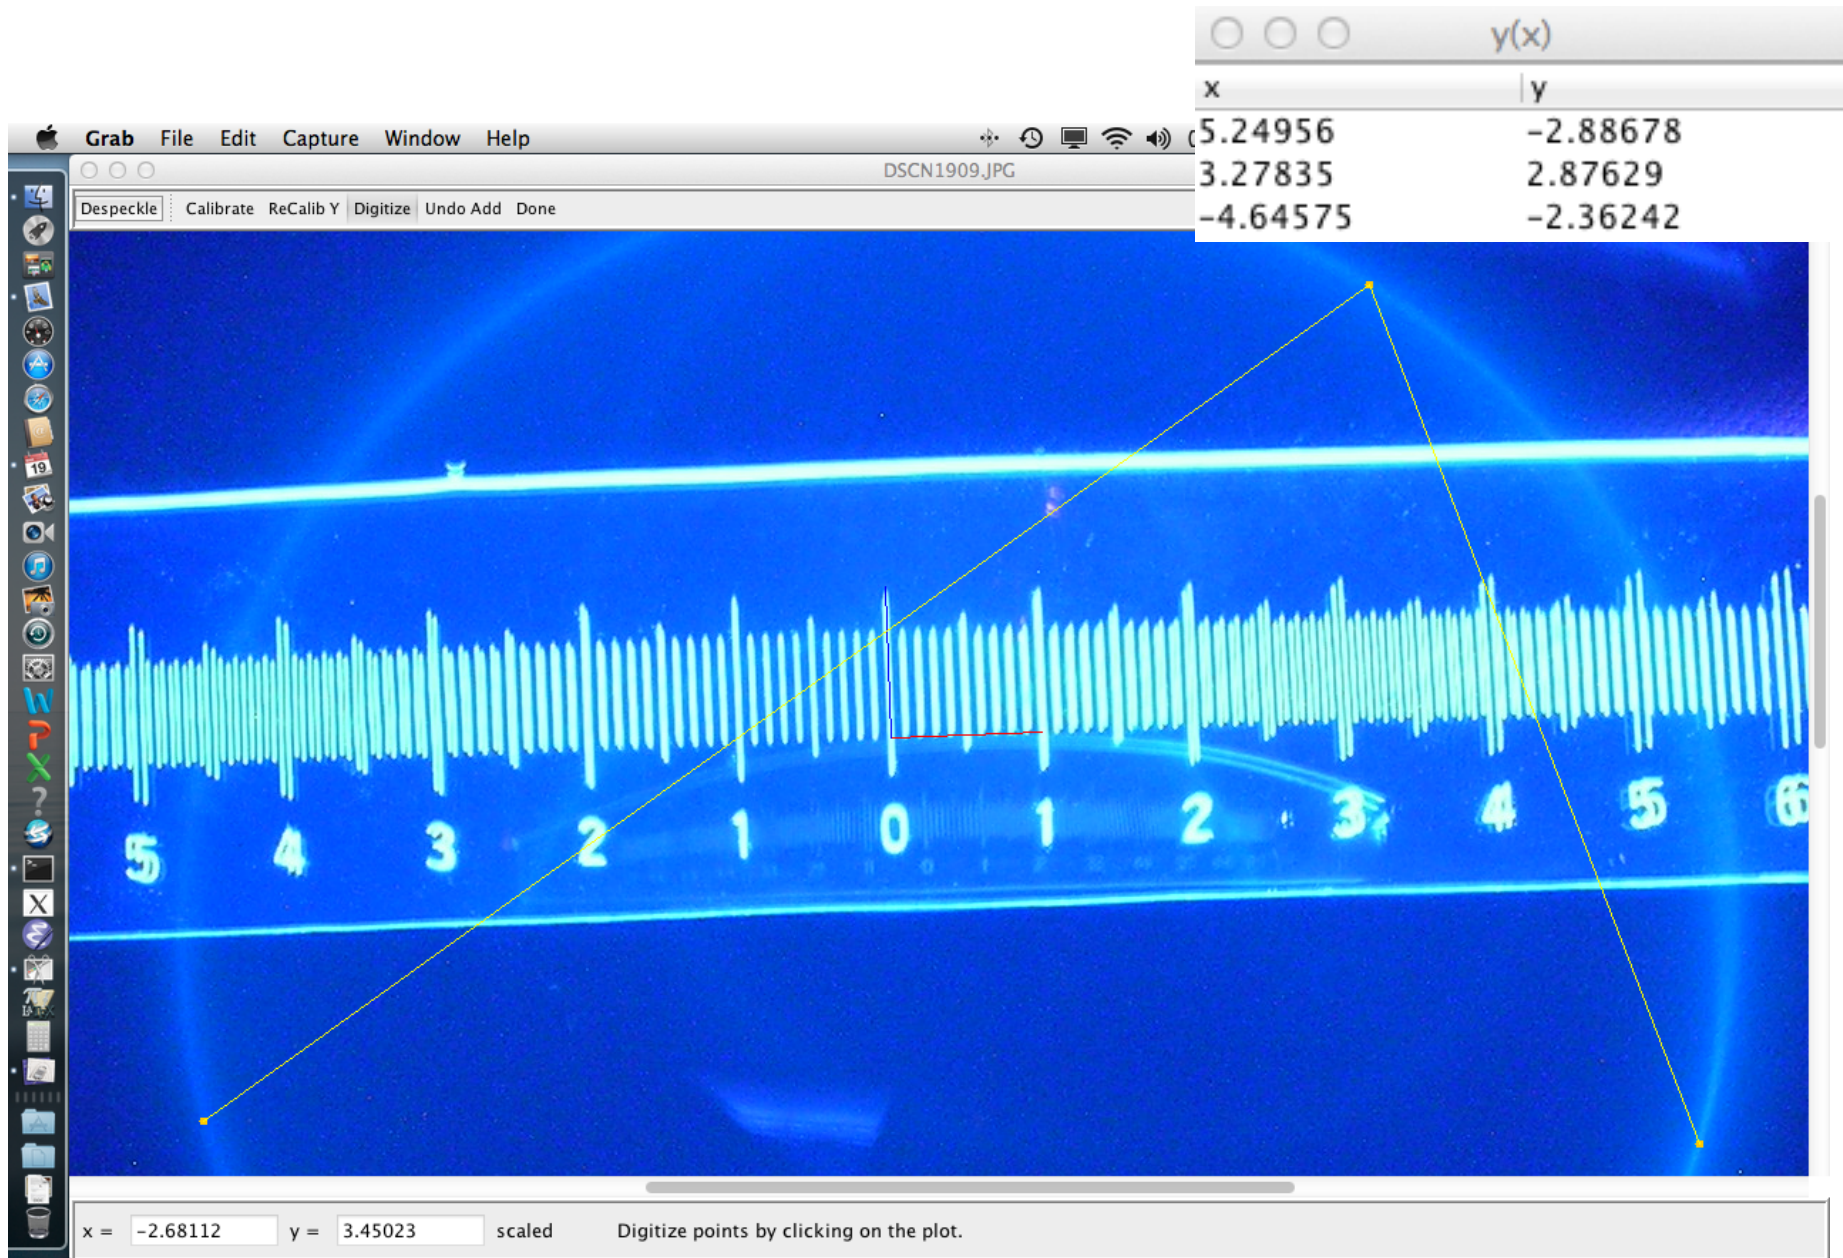 y(x)
x y
5.24956 -2.88678
3.27835 2.87629
-4.64575 -2.36242
Grab File Edit Capture Window Help
DSCN1909.JPG
Despeckle Calibrate ReCalib Y Digitize Undo Add Done
19
5 4 3 2 1 0 1 2 3 4 5 6
x = -2.68112 y = 3.45023 scaled Digitize points by clicking on the plot.